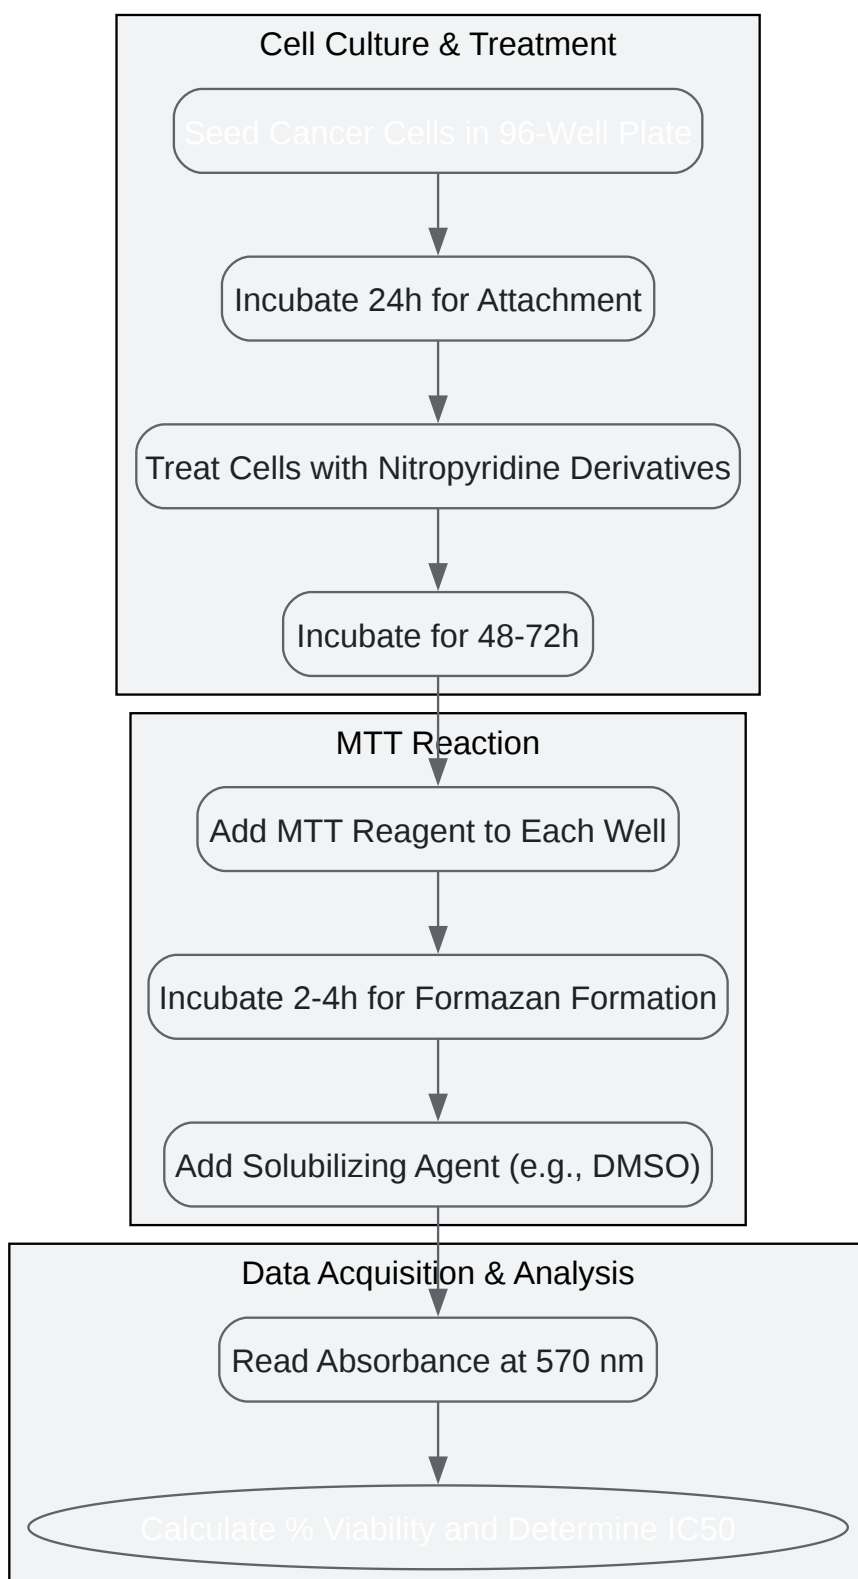 Cell Culture & Treatment
Seed Cancer Cells in 96-Well Plate
Incubate 24h for Attachment
Treat Cells with Nitropyridine Derivatives
Incubate for 48-72h
MTT Reaction
Add MTT Reagent to Each Well
Incubate 2-4h for Formazan Formation
Add Solubilizing Agent (e.g., DMSO)
Data Acquisition & Analysis
Read Absorbance at 570 nm
Calculate % Viability and Determine IC50